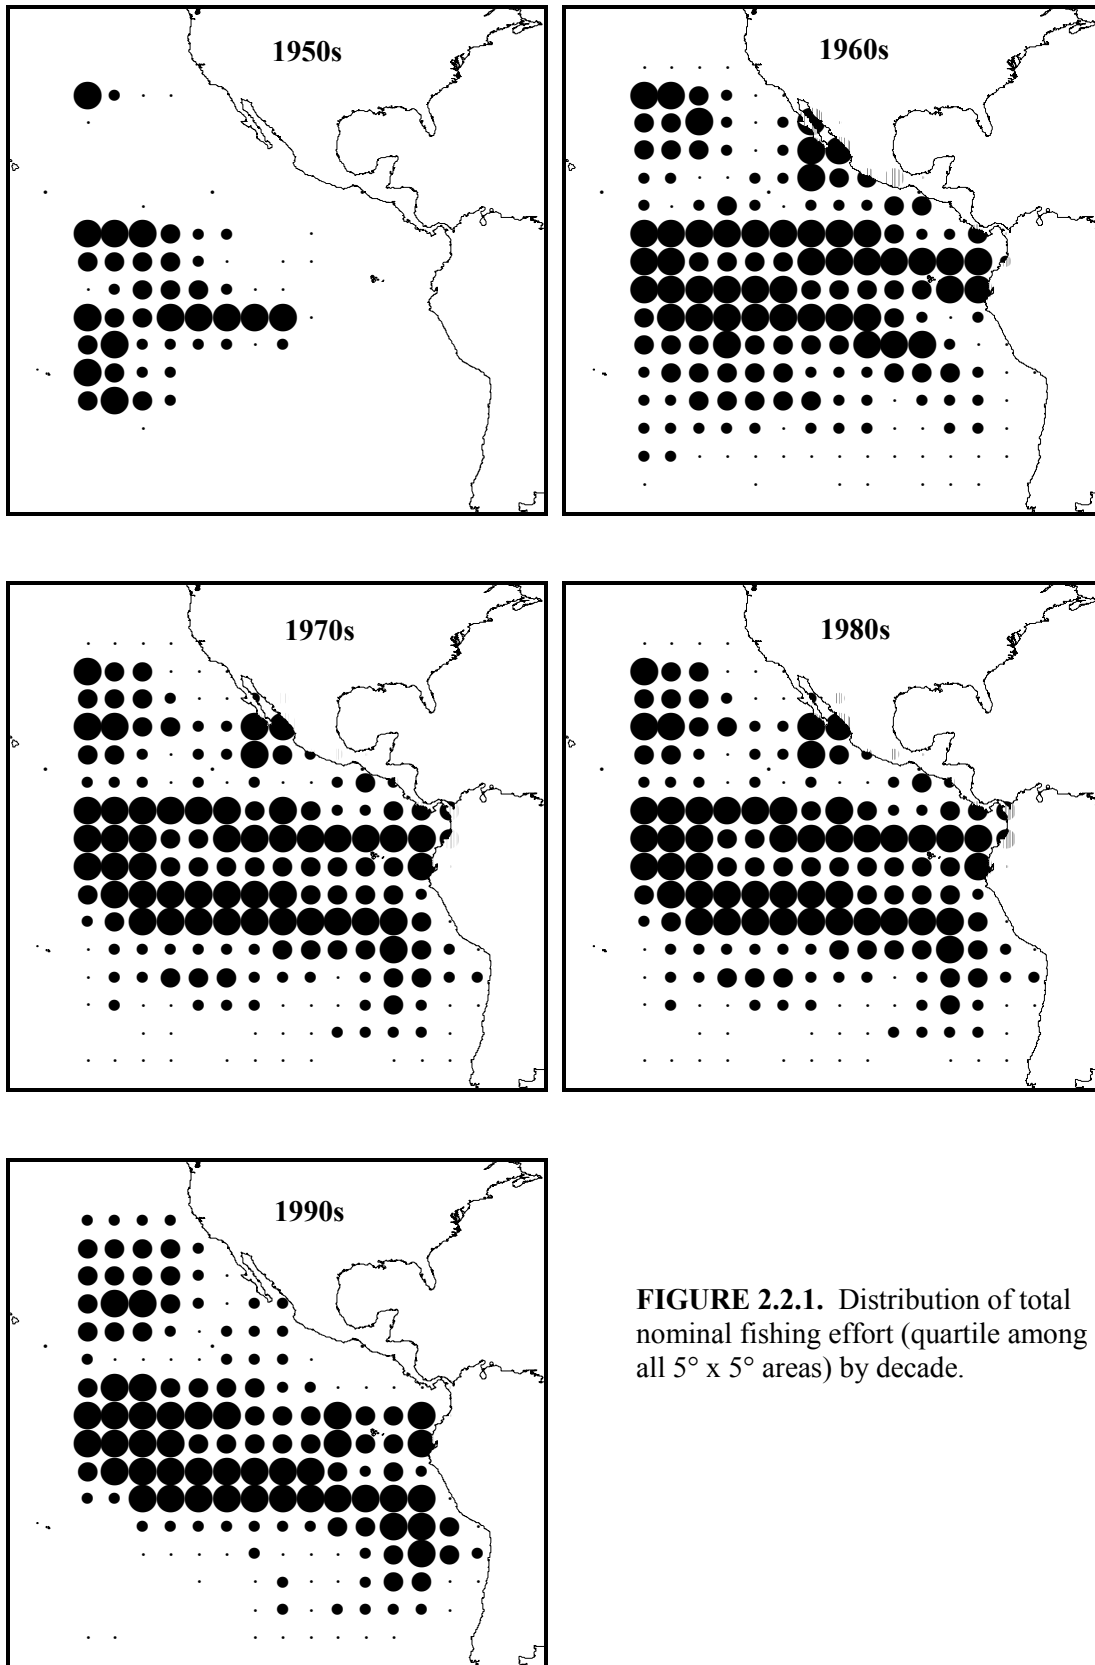 1950s
1960s
1970s
1980s
1990s
FIGURE 2.2.1. Distribution of total
nominal fishing effort (quartile among
all 5° x 5° areas) by decade.